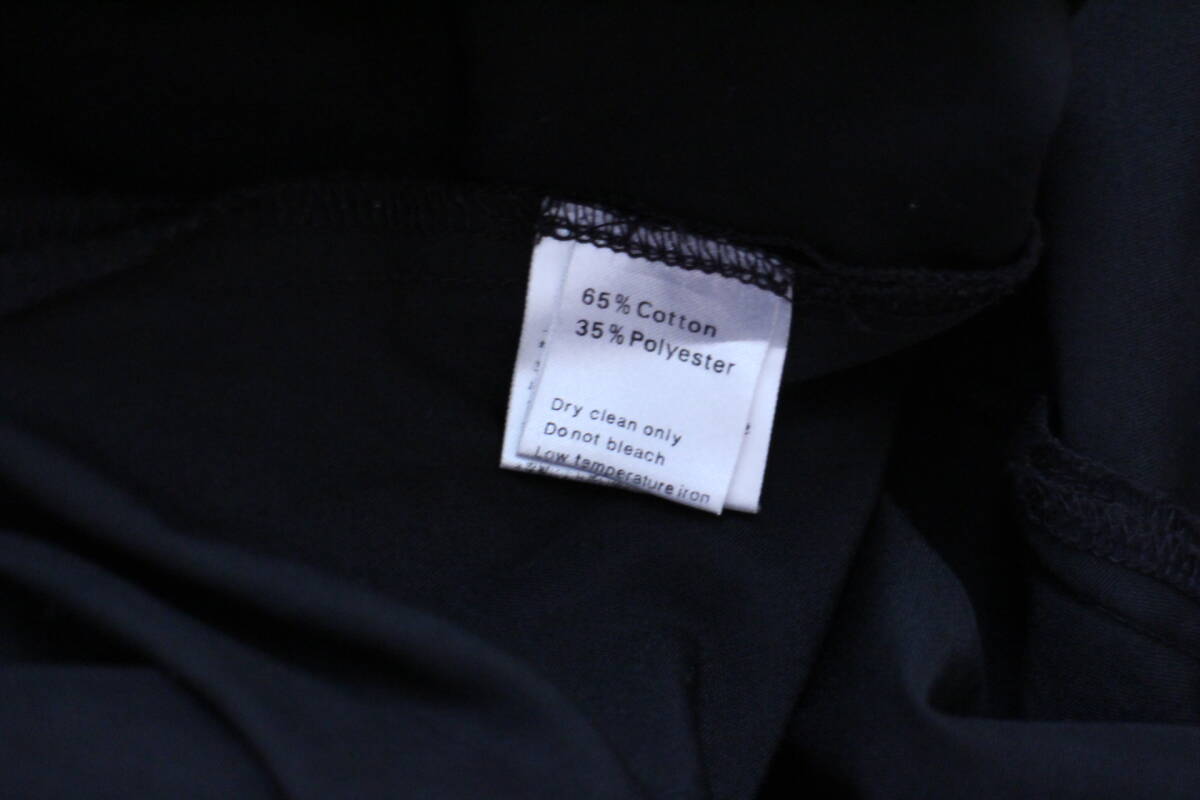 65% Cotton
35% Polyester
Dry clean only
Do not bleach
Low temperature iron